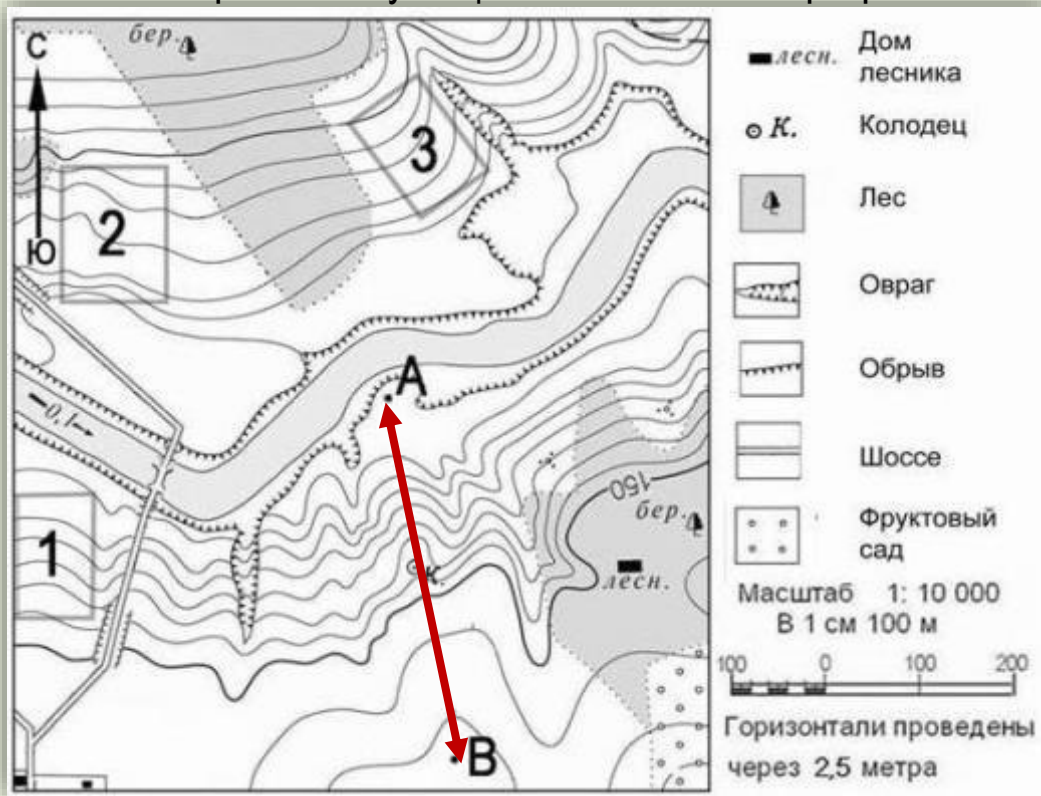 С
Ю
бер.
2
3
0,1
А
1
к.
150
бер.
лесн.
В
лесн.
Дом
лесника
К.
Колодец
Лес
Овраг
Обрыв
Шоссе
Фруктовый
сад
Масштаб 1: 10 000
В 1 см 100 м
100 0 100 200
Горизонтали проведены
через 2,5 метра